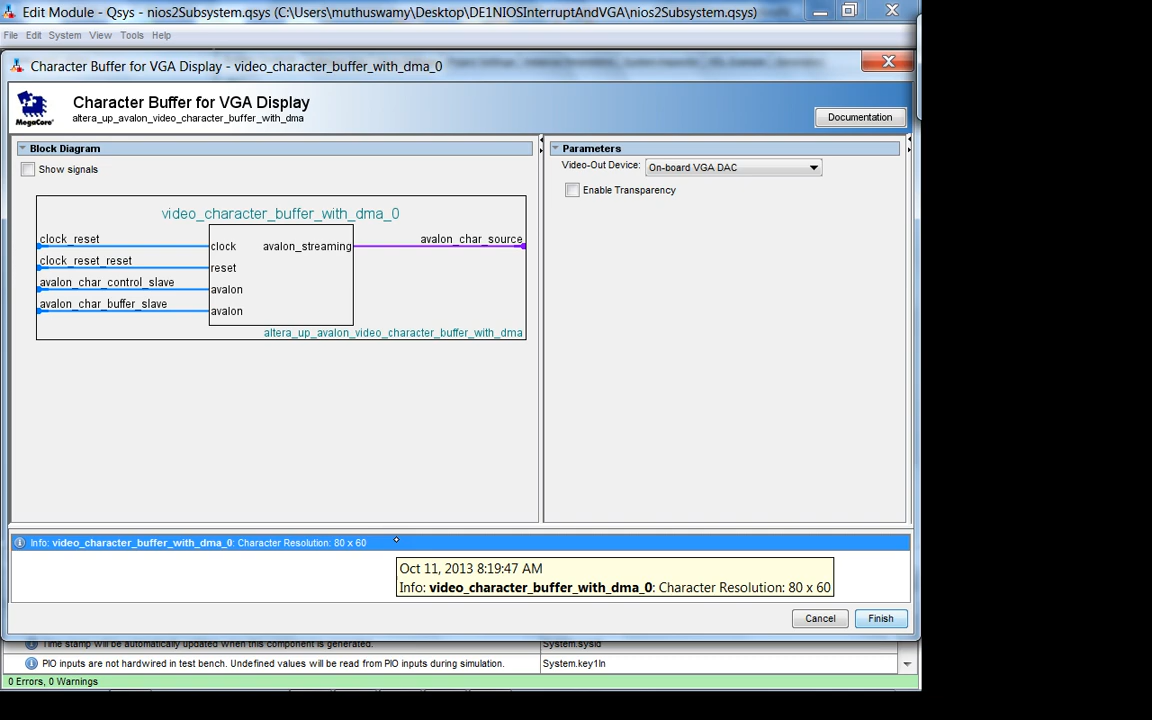 Edit Module - Qsys - nios2Subsystem.qsys (C:\Users\muthuswamy\Desktop\DE1NIOSInterruptAndVGA\nios2Subsystem.qsys)
File Edit System View Tools Help
Character Buffer for VGA Display - video_character_buffer_with_dma_0
Character Buffer for VGA Display
altera_up_avalon_video_character_buffer_with_dma
MegaCore
Documentation
Block Diagram
Show signals
video_character_buffer_with_dma_0
clock_reset
clock
avalon_streaming
avalon_char_source
clock_reset_reset
reset
avalon_char_control_slave
avalon
avalon_char_buffer_slave
avalon
altera_up_avalon_video_character_buffer_with_dma
Parameters
Video-Out Device: On-board VGA DAC
Enable Transparency
Info: video_character_buffer_with_dma_0: Character Resolution: 80 x 60
Oct 11, 2013 8:19:47 AM
Info: video_character_buffer_with_dma_0: Character Resolution: 80 x 60
Cancel
Finish
Time stamp will be automatically updated when this component is generated. System.sysid
PIO inputs are not hardwired in test bench. Undefined values will be read from PIO inputs during simulation. System.key1In
0 Errors, 0 Warnings